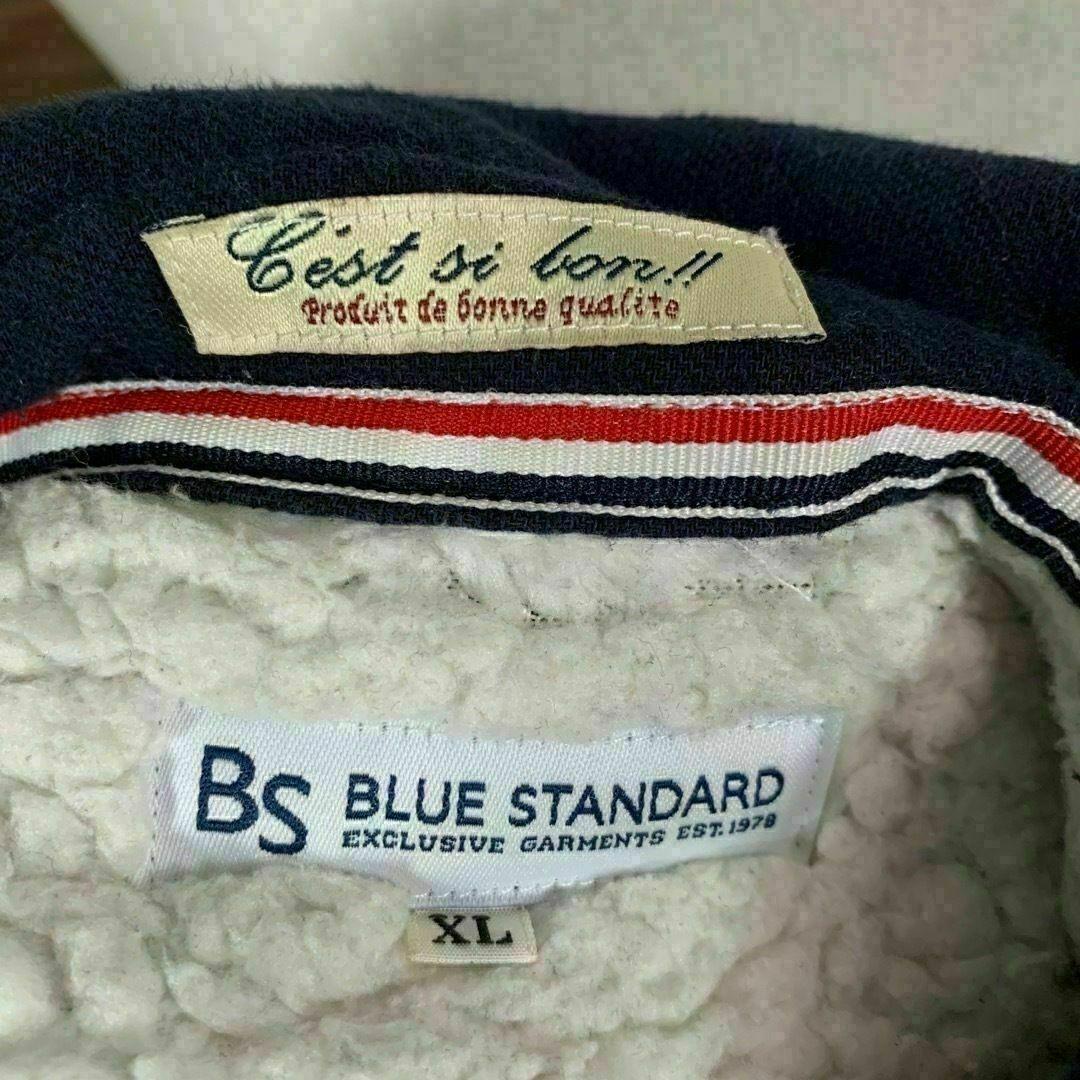 C'est si bon!!
Produit de bonne qualite
BS BLUE STANDARD
EXCLUSIVE GARMENTS EST.1978
XL